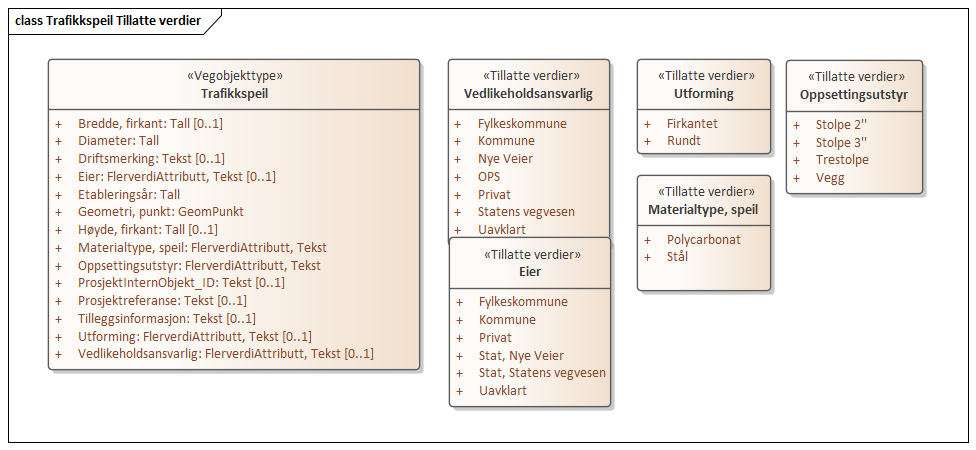 class Trafikkspeil Tillatte verdier
«Vegobjekttype»
Trafikkspeil
+ Bredde, firkant: Tall [0..1]
+ Diameter: Tall
+ Driftsmerking: Tekst [0..1]
+ Eier: FlerverdiAttributt, Tekst [0..1]
+ Etableringsår: Tall
+ Geometri, punkt: GeomPunkt
+ Høyde, firkant: Tall [0..1]
+ Materialtype, speil: FlerverdiAttributt, Tekst
+ Oppsettingsutstyr: FlerverdiAttributt, Tekst
+ ProsjektInternObjekt_ID: Tekst [0..1]
+ Prosjektreferanse: Tekst [0..1]
+ Tilleggsinformasjon: Tekst [0..1]
+ Utforming: FlerverdiAttributt, Tekst [0..1]
+ Vedlikeholdsansvarlig: FlerverdiAttributt, Tekst [0..1]
«Tillatte verdier»
Vedlikeholdsansvarlig
+ Fylkeskommune
+ Kommune
+ Nye Veier
+ OPS
+ Privat
+ Statens vegvesen
+ Uavklart
«Tillatte verdier»
Eier
+ Fylkeskommune
+ Kommune
+ Privat
+ Stat, Nye Veier
+ Stat, Statens vegvesen
+ Uavklart
«Tillatte verdier»
Utforming
+ Firkantet
+ Rundt
«Tillatte verdier»
Materialtype, speil
+ Polycarbonat
+ Stål
«Tillatte verdier»
Oppsettingsutstyr
+ Stolpe 2"
+ Stolpe 3"
+ Trestolpe
+ Vegg